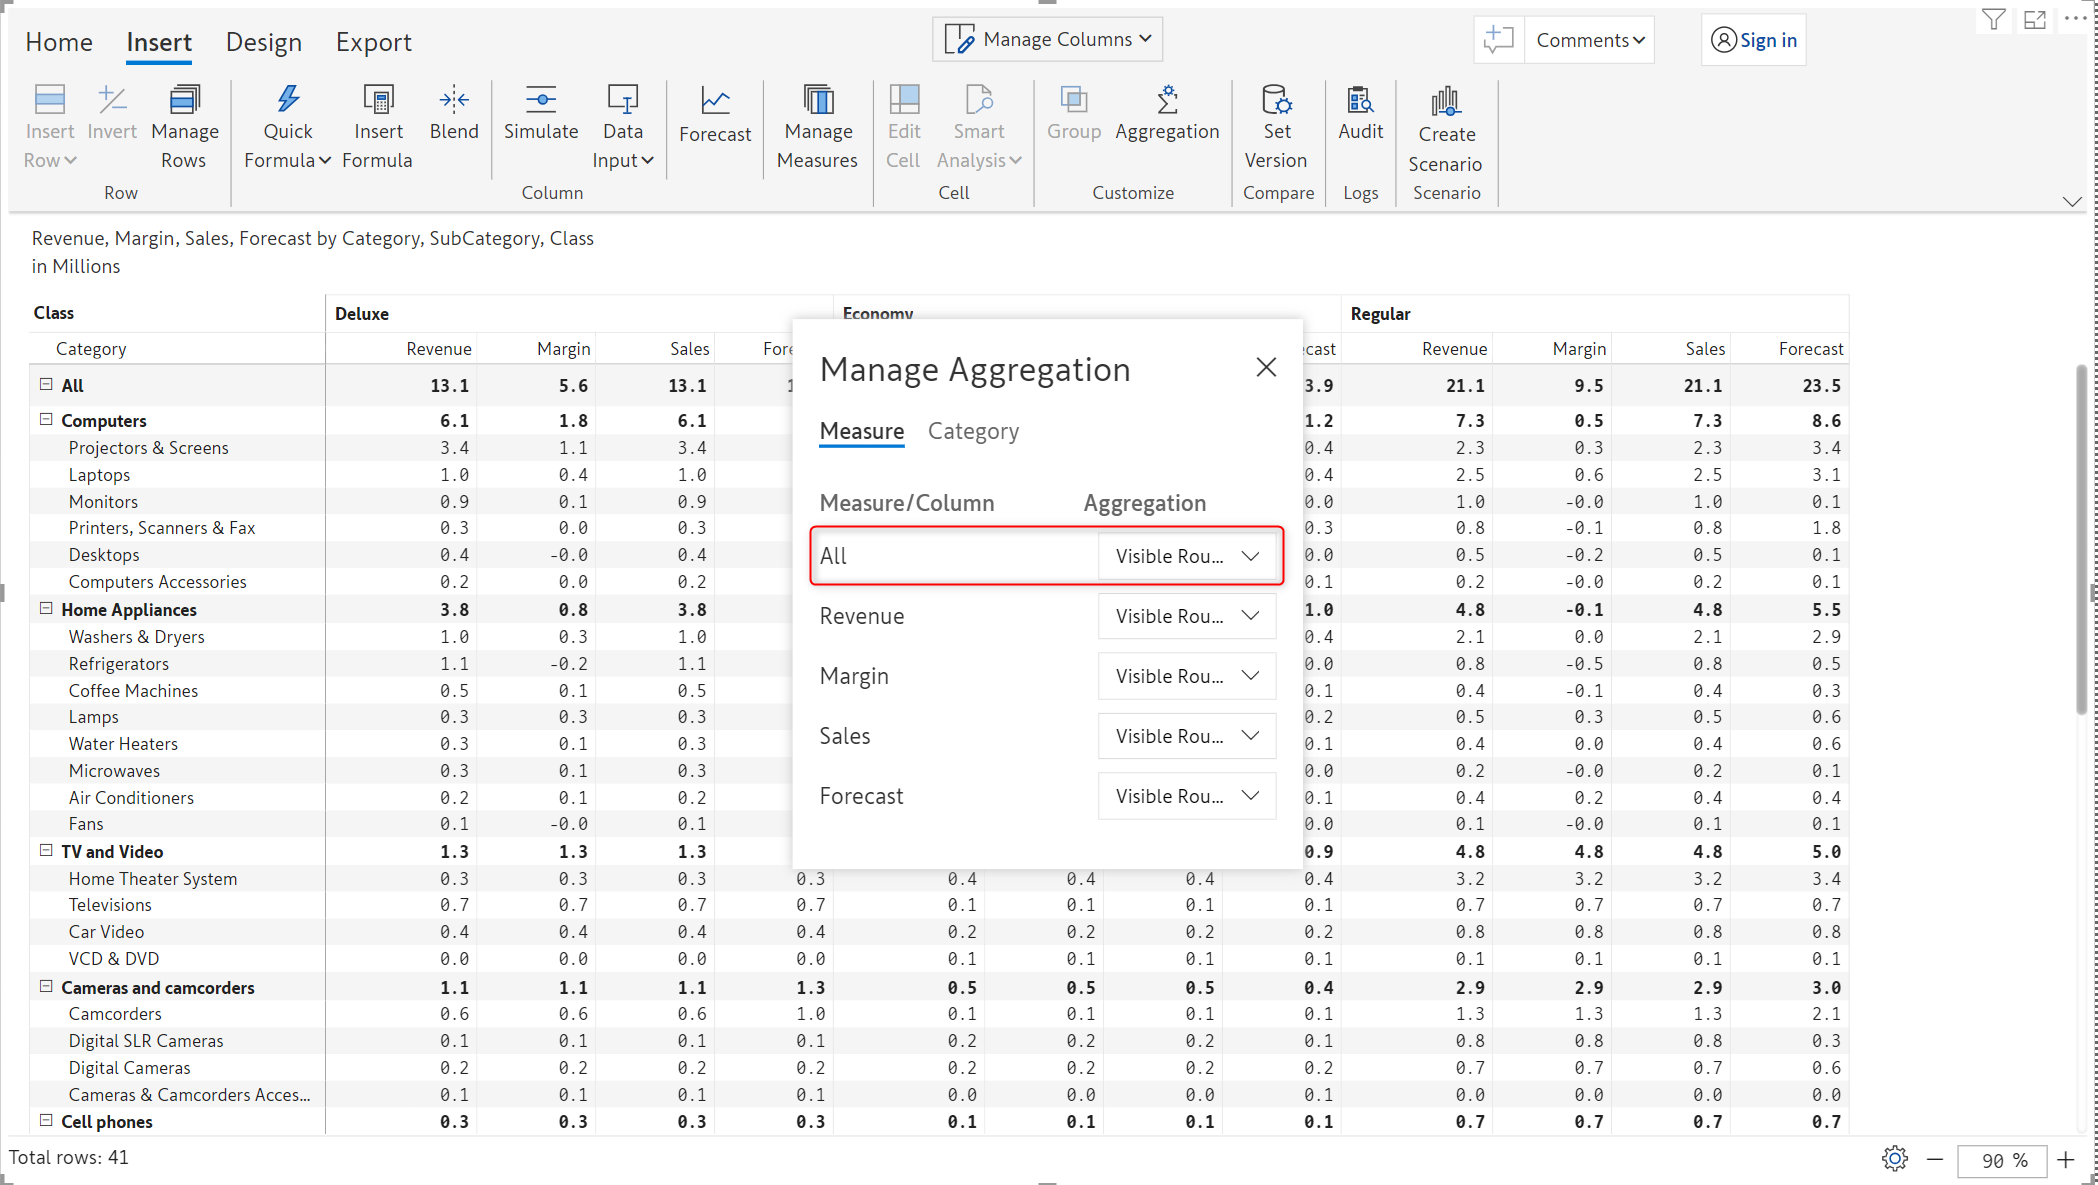 Home Insert Design Export Manage Columns Comments Sign in
Insert Invert Manage Quick Insert Blend Simulate Data Forecast Manage Edit Smart Group Aggregation Set Audit Create
Row Rows Formula Formula Input Measures Cell Analysis Version Scenario
Row Column Cell Customize Compare Logs Scenario
Revenue, Margin, Sales, Forecast by Category, SubCategory, Class
in Millions
Class Deluxe Economy Regular
Category Revenue Margin Sales Revenue Margin Sales Forecast
All 13.1 5.6 13.1 3.9 21.1 9.5 21.1 23.5
Computers 6.1 1.8 6.1 1.2 7.3 0.5 7.3 8.6
Projectors & Screens 3.4 1.1 3.4 0.4 2.3 0.3 2.3 3.4
Laptops 1.0 0.4 1.0 0.4 2.5 0.6 2.5 3.1
Monitors 0.9 0.1 0.9 0.0 1.0 -0.0 1.0 0.1
Printers, Scanners & Fax 0.3 0.0 0.3 0.3 0.8 -0.1 0.8 1.8
Desktops 0.4 -0.0 0.4 0.0 0.5 -0.2 0.5 0.1
Computers Accessories 0.2 0.0 0.2 0.1 0.2 -0.0 0.2 0.1
Home Appliances 3.8 0.8 3.8 1.0 4.8 -0.1 4.8 5.5
Washers & Dryers 1.0 0.3 1.0 0.4 2.1 0.0 2.1 2.9
Refrigerators 1.1 -0.2 1.1 0.0 0.8 -0.5 0.8 0.5
Coffee Machines 0.5 0.1 0.5 0.1 0.4 -0.1 0.4 0.3
Lamps 0.3 0.3 0.3 0.2 0.5 0.3 0.5 0.6
Water Heaters 0.3 0.1 0.3 0.1 0.4 0.0 0.4 0.6
Microwaves 0.3 0.1 0.3 0.0 0.2 -0.0 0.2 0.1
Air Conditioners 0.2 0.1 0.2 0.1 0.4 0.2 0.4 0.4
Fans 0.1 -0.0 0.1 0.0 0.1 -0.0 0.1 0.1
TV and Video 1.3 1.3 1.3 0.9 4.8 4.8 4.8 5.0
Home Theater System 0.3 0.3 0.3 0.3 0.4 0.4 0.4 0.4 3.2 3.2 3.2 3.4
Televisions 0.7 0.7 0.7 0.7 0.1 0.1 0.1 0.1 0.7 0.7 0.7 0.7
Car Video 0.4 0.4 0.4 0.4 0.2 0.2 0.2 0.2 0.8 0.8 0.8 0.8
VCD & DVD 0.0 0.0 0.0 0.0 0.1 0.1 0.1 0.1 0.1 0.1 0.1 0.1
Cameras and camcorders 1.1 1.1 1.1 1.3 0.5 0.5 0.5 0.4 2.9 2.9 2.9 3.0
Camcorders 0.6 0.6 0.6 1.0 0.1 0.1 0.1 0.1 1.3 1.3 1.3 2.1
Digital SLR Cameras 0.1 0.1 0.1 0.1 0.2 0.2 0.2 0.1 0.8 0.8 0.8 0.3
Digital Cameras 0.2 0.2 0.2 0.2 0.2 0.2 0.2 0.2 0.7 0.7 0.7 0.6
Cameras & Camcorders Acces... 0.1 0.1 0.1 0.1 0.0 0.0 0.0 0.1 0.0 0.0 0.0 0.0
Cell phones 0.3 0.3 0.3 0.3 0.1 0.1 0.1 0.1 0.7 0.7 0.7 0.7
Manage Aggregation
Measure Category
Measure/Column Aggregation
All Visible Rou...
Revenue Visible Rou...
Margin Visible Rou...
Sales Visible Rou...
Forecast Visible Rou...
Total rows: 41 90 %